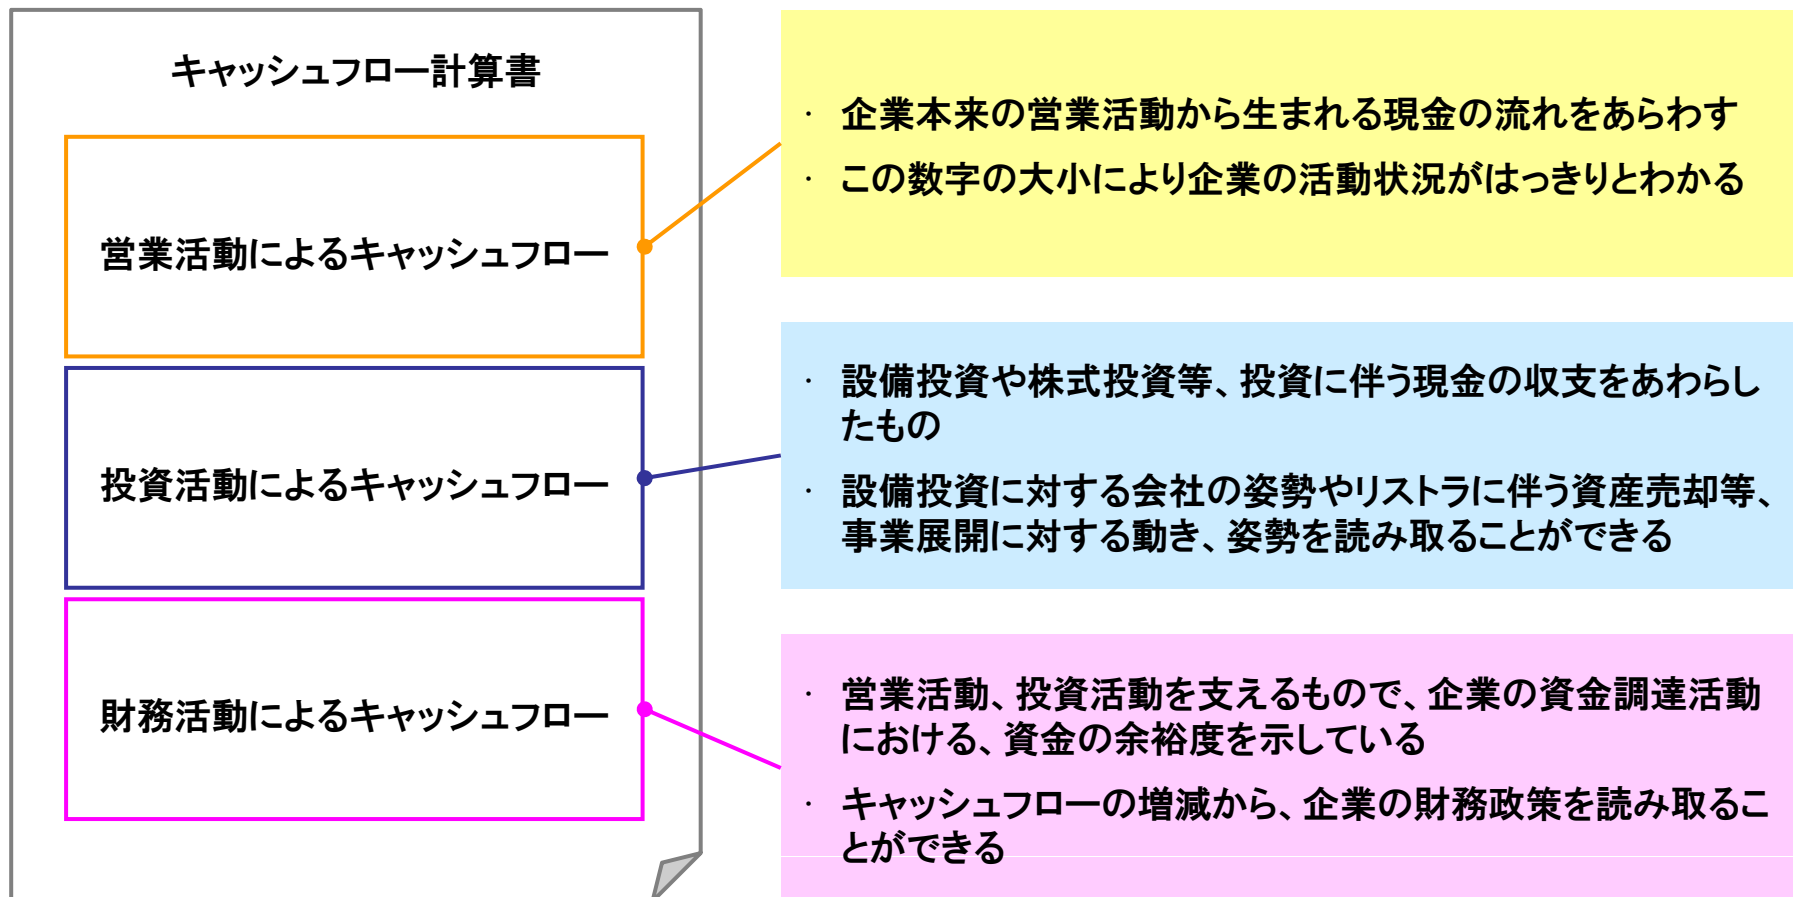 キャッシュフロー計算書
営業活動によるキャッシュフロー
投資活動によるキャッシュフロー
財務活動によるキャッシュフロー
· 企業本来の営業活動から生まれる現金の流れをあらわす
· この数字の大小により企業の活動状況がはっきりとわかる
· 設備投資や株式投資等、投資に伴う現金の収支をあわらし
たもの
· 設備投資に対する会社の姿勢やリストラに伴う資産売却等、
事業展開に対する動き、姿勢を読み取ることができる
· 営業活動、投資活動を支えるもので、企業の資金調達活動
における、資金の余裕度を示している
· キャッシュフローの増減から、企業の財務政策を読み取るこ
とができる